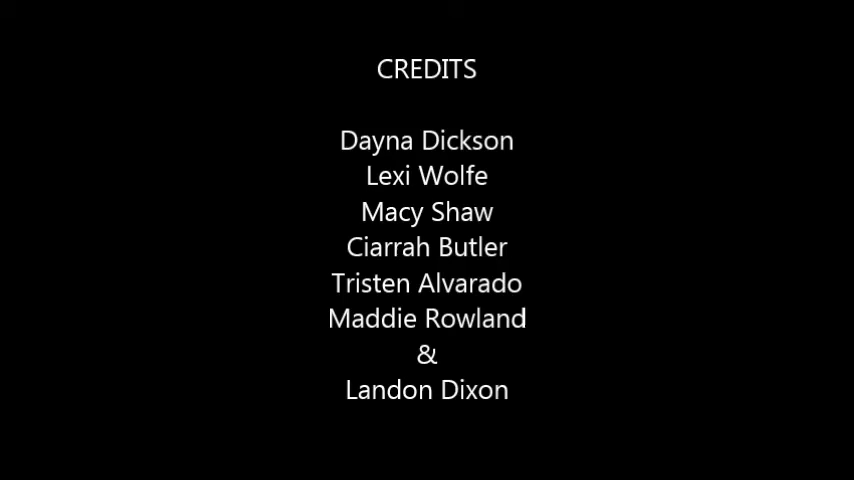 CREDITS
Dayna Dickson
Lexi Wolfe
Macy Shaw
Ciarrah Butler
Tristen Alvarado
Maddie Rowland
&
Landon Dixon